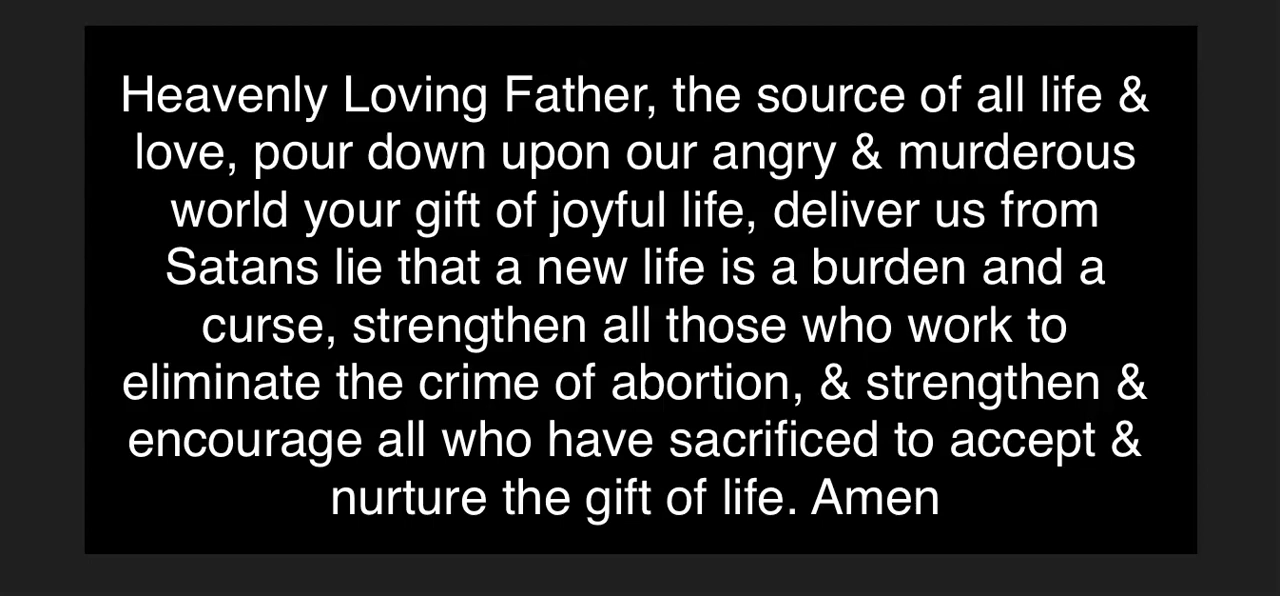 Heavenly Loving Father, the source of all life &
love, pour down upon our angry & murderous
world your gift of joyful life, deliver us from
Satans lie that a new life is a burden and a
curse, strengthen all those who work to
eliminate the crime of abortion, & strengthen &
encourage all who have sacrificed to accept &
nurture the gift of life. Amen